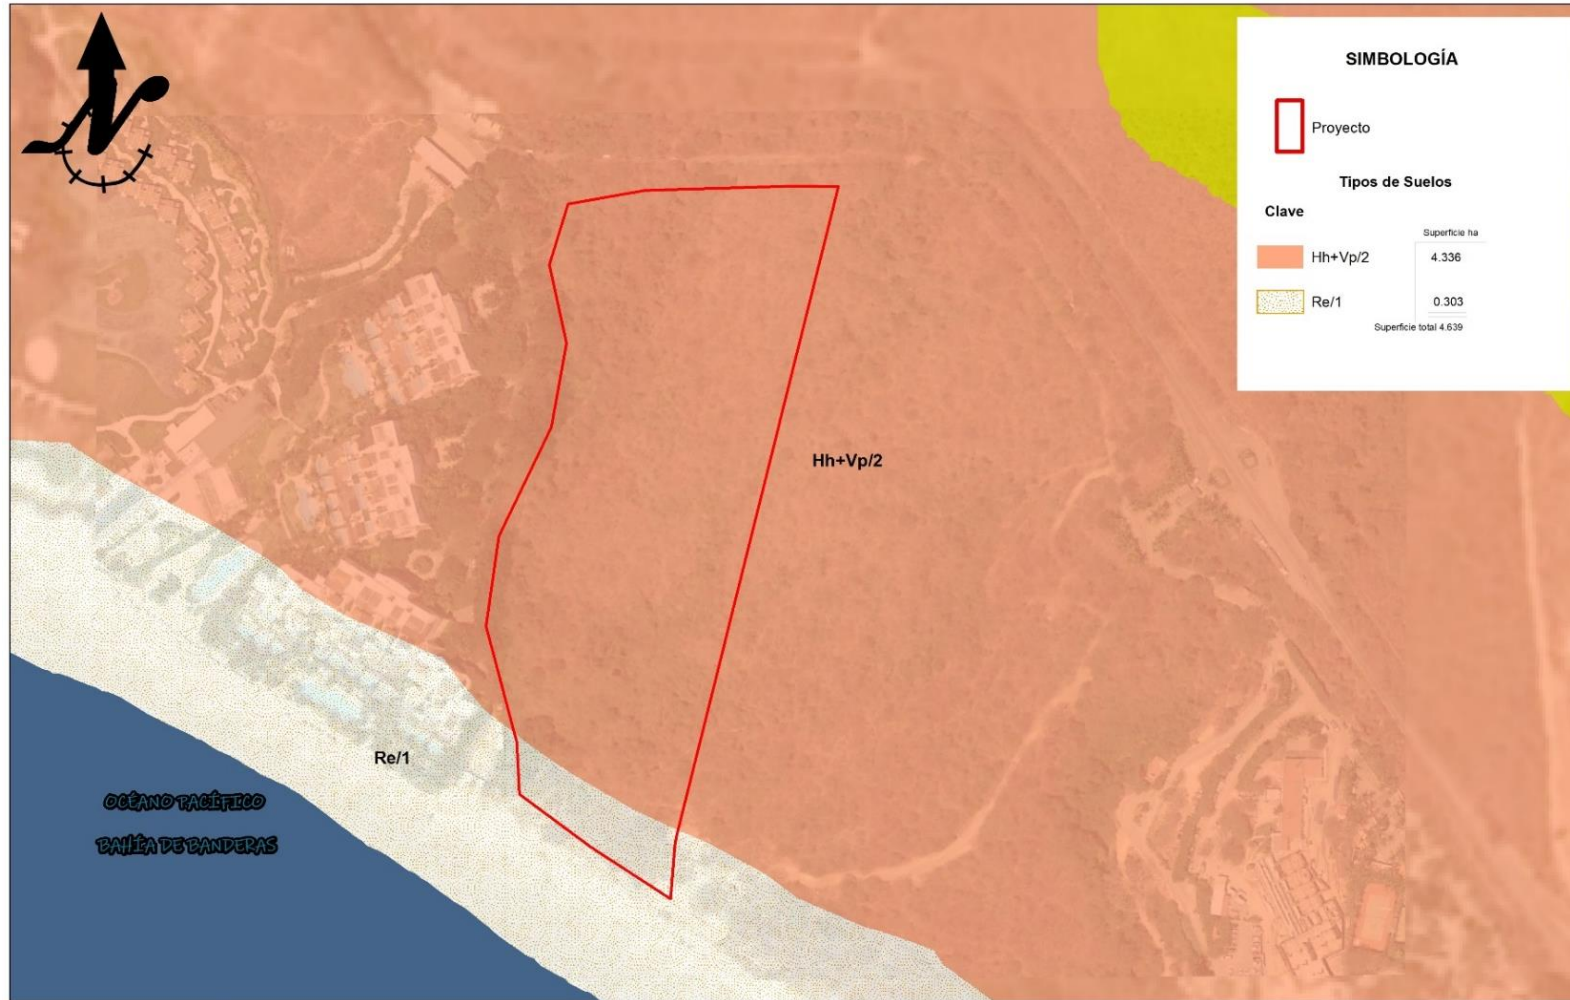 N
SIMBOLOGÍA
Proyecto
Tipos de Suelos
Clave
Superficie ha
Hh+Vp/2 4.336
Re/1 0.303
Superficie total 4.639
Hh+Vp/2
Re/1
OCÉANO PACÍFICO
BAHÍA DE BANDERAS